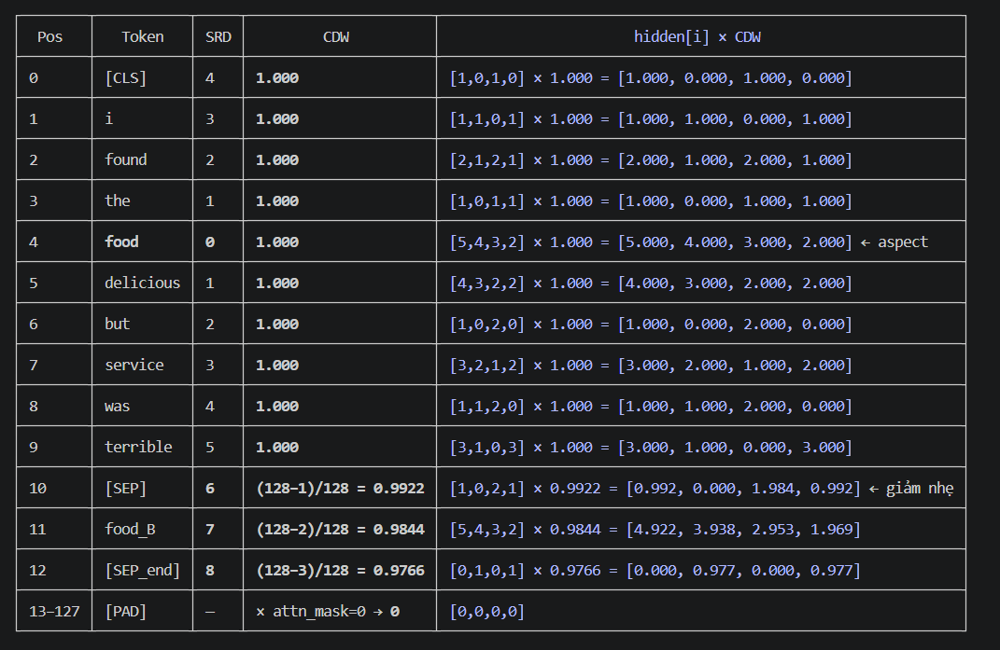 Pos Token SRD CDW hidden[i] × CDW
0 [CLS] 4 1.000 [1,0,1,0] × 1.000 = [1.000, 0.000, 1.000, 0.000]
1 i 3 1.000 [1,1,0,1] × 1.000 = [1.000, 1.000, 0.000, 1.000]
2 found 2 1.000 [2,1,2,1] × 1.000 = [2.000, 1.000, 2.000, 1.000]
3 the 1 1.000 [1,0,1,1] × 1.000 = [1.000, 0.000, 1.000, 1.000]
4 food 0 1.000 [5,4,3,2] × 1.000 = [5.000, 4.000, 3.000, 2.000] ← aspect
5 delicious 1 1.000 [4,3,2,2] × 1.000 = [4.000, 3.000, 2.000, 2.000]
6 but 2 1.000 [1,0,2,0] × 1.000 = [1.000, 0.000, 2.000, 0.000]
7 service 3 1.000 [3,2,1,2] × 1.000 = [3.000, 2.000, 1.000, 2.000]
8 was 4 1.000 [1,1,2,0] × 1.000 = [1.000, 1.000, 2.000, 0.000]
9 terrible 5 1.000 [3,1,0,3] × 1.000 = [3.000, 1.000, 0.000, 3.000]
10 [SEP] 6 (128−1)/128 = 0.9922 [1,0,2,1] × 0.9922 = [0.992, 0.000, 1.984, 0.992] ← giảm nhẹ
11 food_B 7 (128−2)/128 = 0.9844 [5,4,3,2] × 0.9844 = [4.922, 3.938, 2.953, 1.969]
12 [SEP_end] 8 (128−3)/128 = 0.9766 [0,1,0,1] × 0.9766 = [0.000, 0.977, 0.000, 0.977]
13–127 [PAD] — × attn_mask=0 → 0 [0,0,0,0]